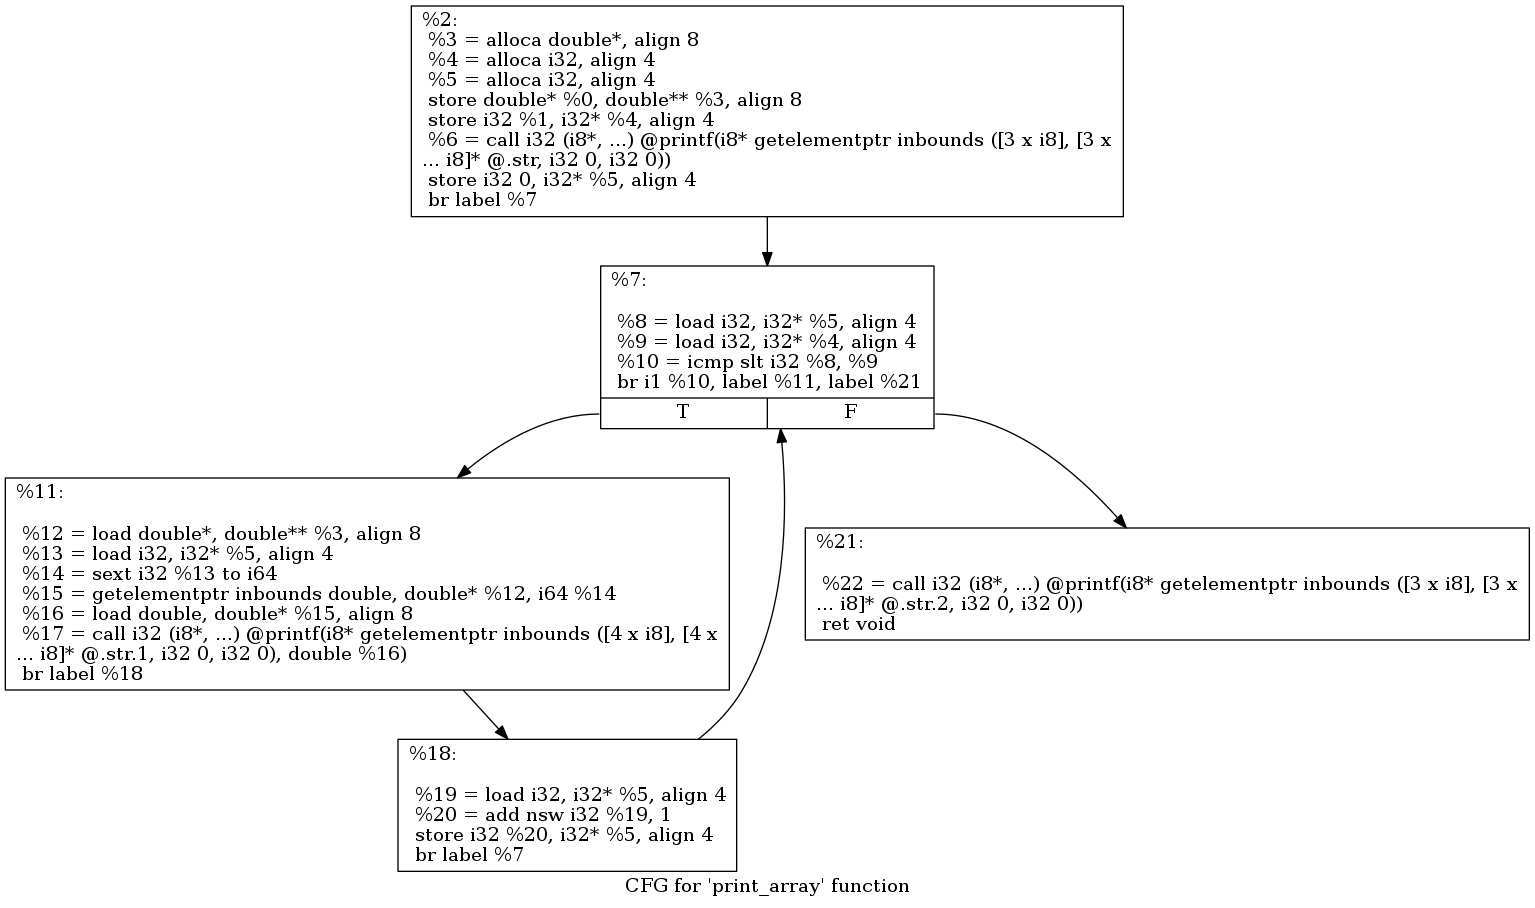 %2:
%3 = alloca double*, align 8
%4 = alloca i32, align 4
%5 = alloca i32, align 4
store double* %0, double** %3, align 8
store i32 %1, i32* %4, align 4
%6 = call i32 (i8*, ...) @printf(i8* getelementptr inbounds ([3 x i8], [3 x
... i8]* @.str, i32 0, i32 0))
store i32 0, i32* %5, align 4
br label %7
%7:
%8 = load i32, i32* %5, align 4
%9 = load i32, i32* %4, align 4
%10 = icmp slt i32 %8, %9
br i1 %10, label %11, label %21
T
F
%11:
%12 = load double*, double** %3, align 8
%13 = load i32, i32* %5, align 4
%14 = sext i32 %13 to i64
%15 = getelementptr inbounds double, double* %12, i64 %14
%16 = load double, double* %15, align 8
%17 = call i32 (i8*, ...) @printf(i8* getelementptr inbounds ([4 x i8], [4 x
... i8]* @.str.1, i32 0, i32 0), double %16)
br label %18
%21:
%22 = call i32 (i8*, ...) @printf(i8* getelementptr inbounds ([3 x i8], [3 x
... i8]* @.str.2, i32 0, i32 0))
ret void
%18:
%19 = load i32, i32* %5, align 4
%20 = add nsw i32 %19, 1
store i32 %20, i32* %5, align 4
br label %7
CFG for 'print_array' function